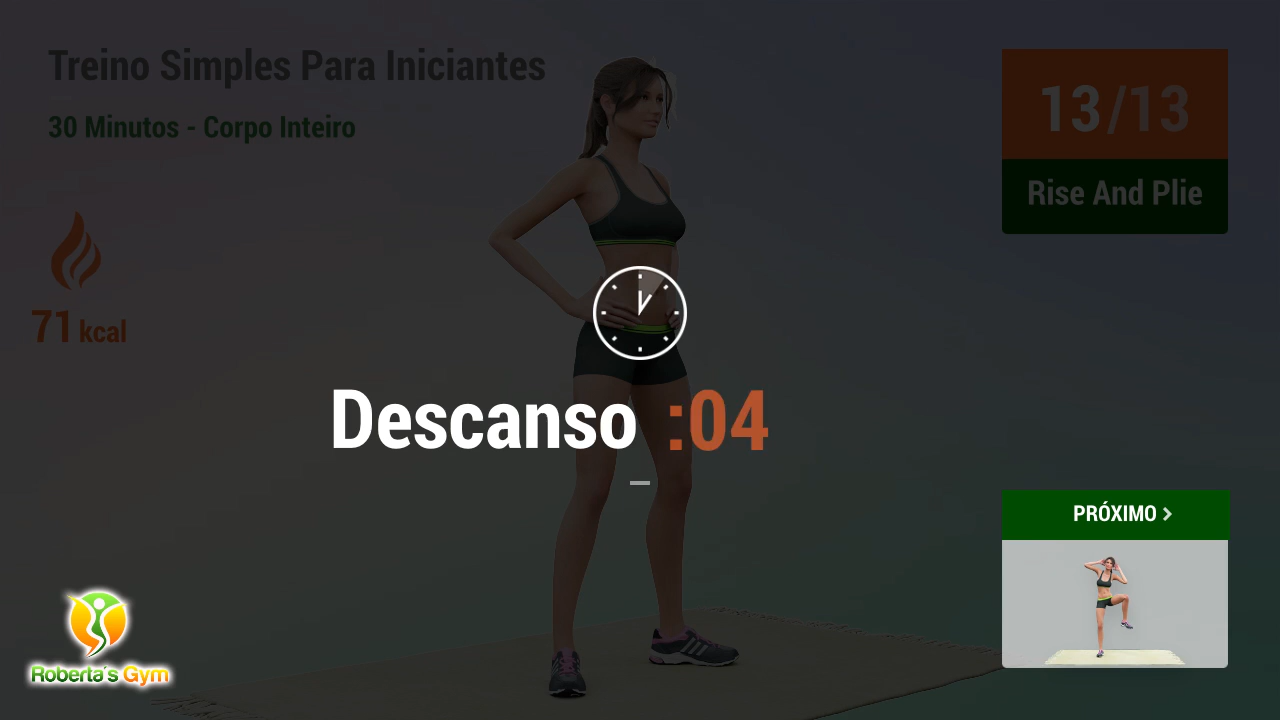 Treino Simples Para Iniciantes
30 Minutos - Corpo Inteiro
13/13
Rise And Plie
71 kcal
Descanso :04
PRÓXIMO >
Roberta´s Gym